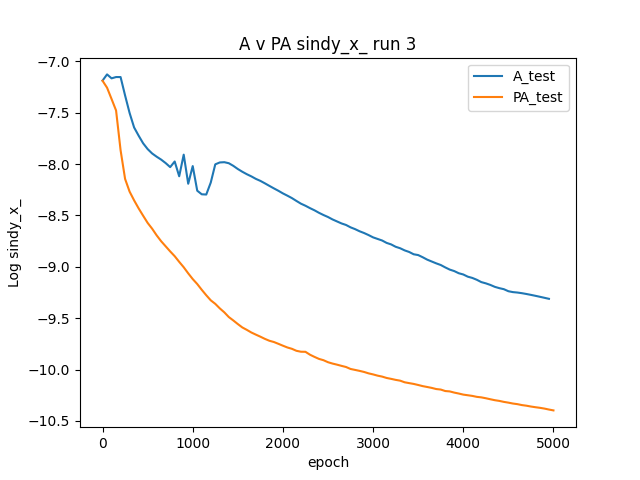 A v PA sindy_x_ run 3
A_test
PA_test
Log sindy_x_
−7.0
−7.5
−8.0
−8.5
−9.0
−9.5
−10.0
−10.5
0 1000 2000 3000 4000 5000
epoch